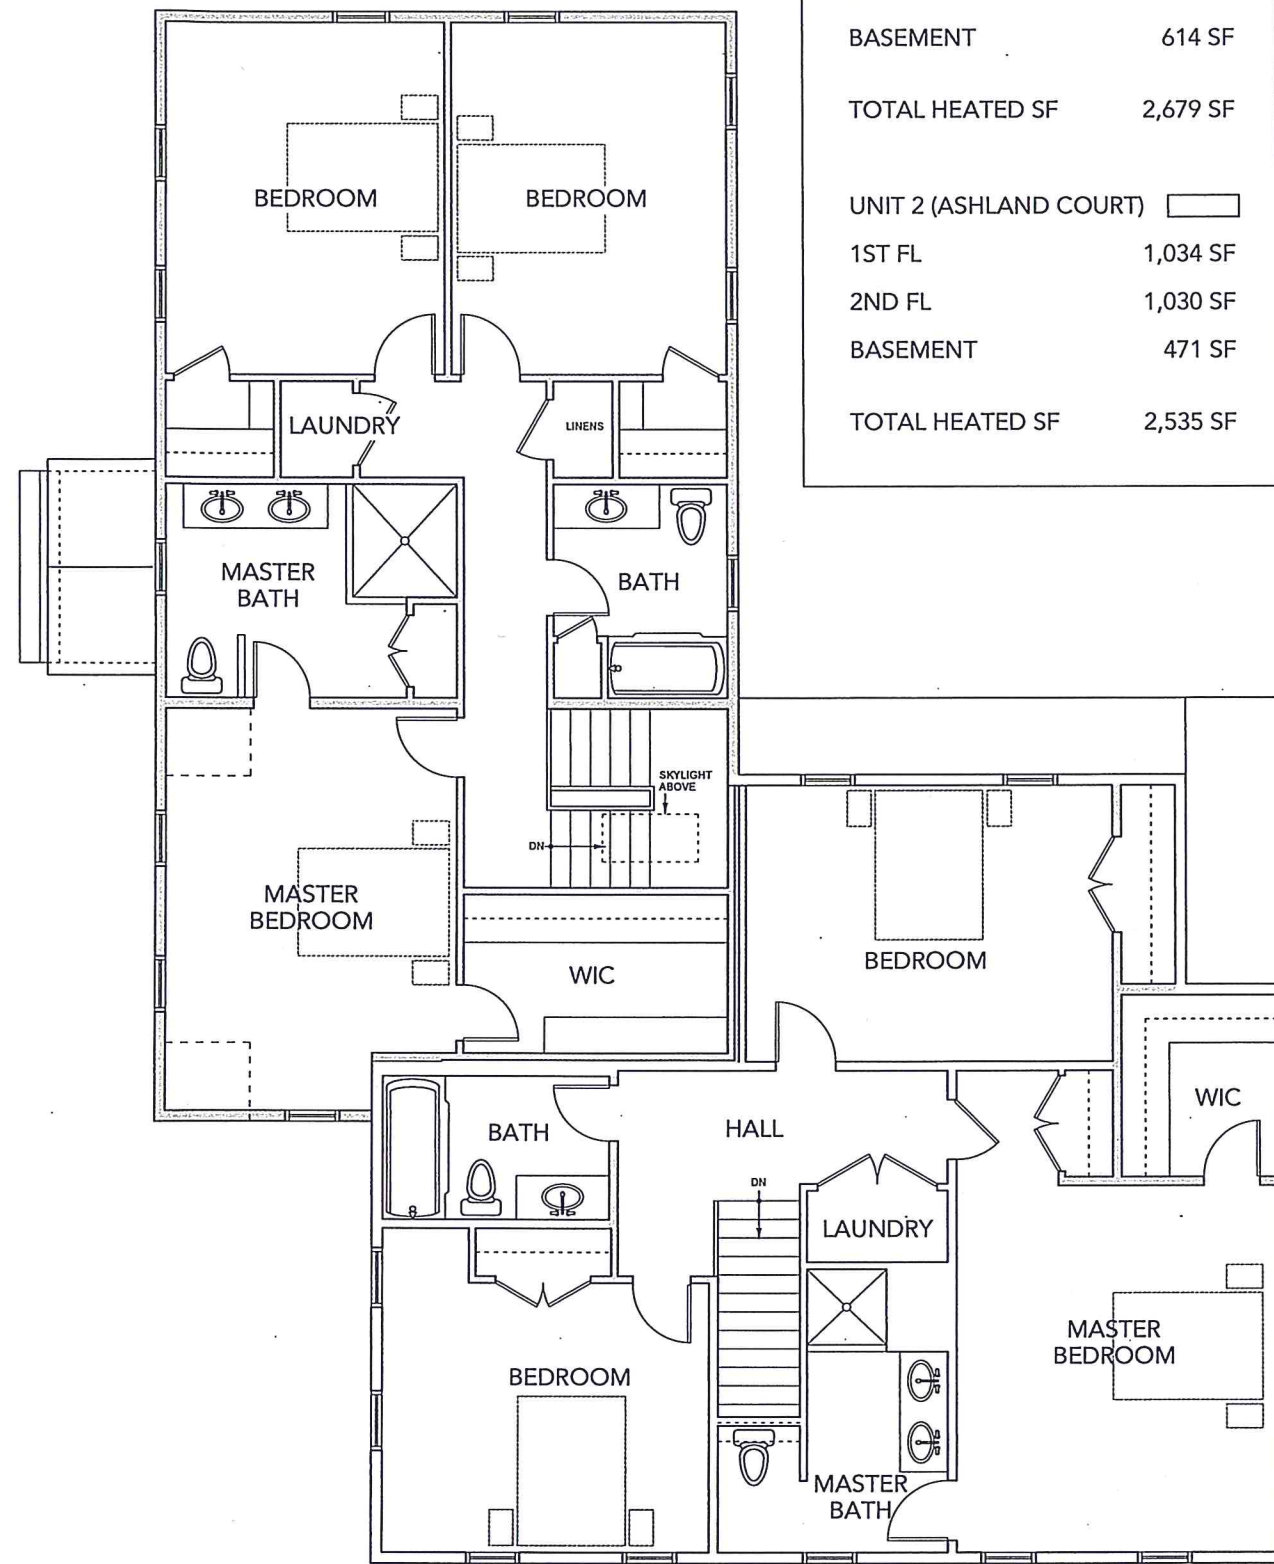 BASEMENT 614 SF
TOTAL HEATED SF 2,679 SF
UNIT 2 (ASHLAND COURT)
1ST FL 1,034 SF
2ND FL 1,030 SF
BASEMENT 471 SF
TOTAL HEATED SF 2,535 SF
BEDROOM
BEDROOM
LAUNDRY
LINENS
MASTER
BATH
BATH
SKYLIGHT
ABOVE
DN
MASTER
BEDROOM
WIC
BEDROOM
WIC
BATH
HALL
DN
LAUNDRY
MASTER
BEDROOM
BEDROOM
MASTER
BATH